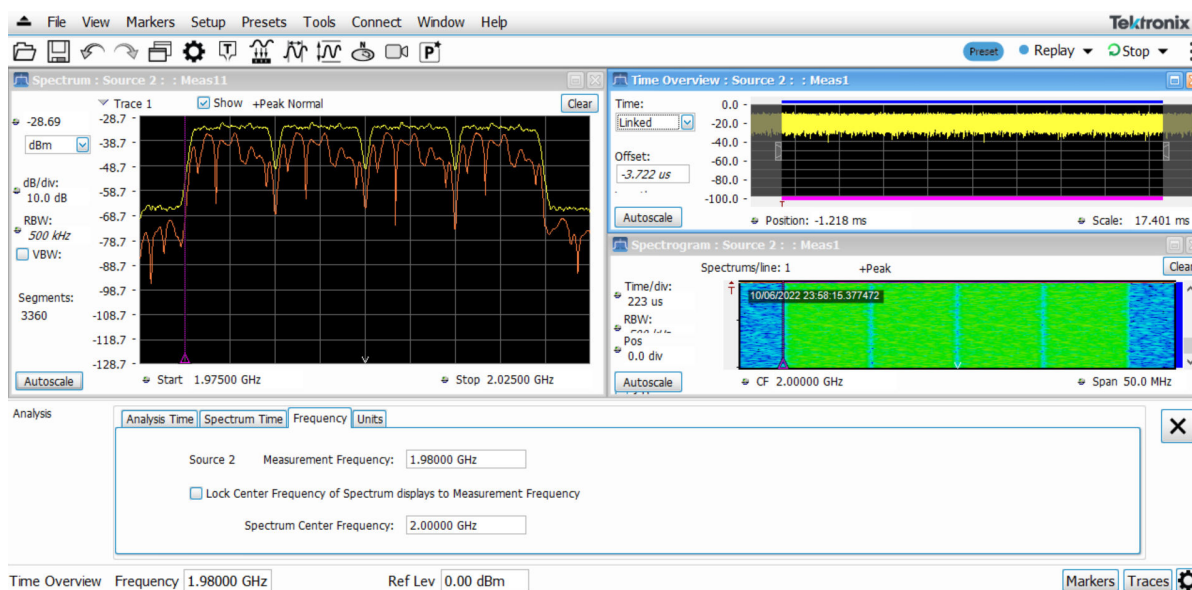 File View Markers Setup Presets Tools Connect Window Help
Tektronix
Preset Replay Stop
Spectrum : Source 2 : : Meas11
Trace 1 Show +Peak Normal Clear
-28.69
dBm
dB/div:
10.0 dB
RBW:
500 kHz
VBW:
Segments:
3360
Autoscale
-28.7
-38.7
-48.7
-58.7
-68.7
-78.7
-88.7
-98.7
-108.7
-118.7
-128.7
Start 1.97500 GHz Stop 2.02500 GHz
Time Overview : Source 2 : : Meas1
Time:
Linked
Offset:
-3.722 us
Autoscale
0.0
-20.0
-40.0
-60.0
-80.0
-100.0
T
Position: -1.218 ms Scale: 17.401 ms
Spectrogram : Source 2 : : Meas1
Spectrums/line: 1 +Peak Clear
Time/div:
223 us
RBW:
Pos
0.0 div
Autoscale
T
10/06/2022 23:58:15.377472
CF 2.00000 GHz Span 50.0 MHz
Analysis
Analysis Time Spectrum Time Frequency Units
Source 2 Measurement Frequency: 1.98000 GHz
Lock Center Frequency of Spectrum displays to Measurement Frequency
Spectrum Center Frequency: 2.00000 GHz
Time Overview Frequency 1.98000 GHz Ref Lev 0.00 dBm Markers Traces